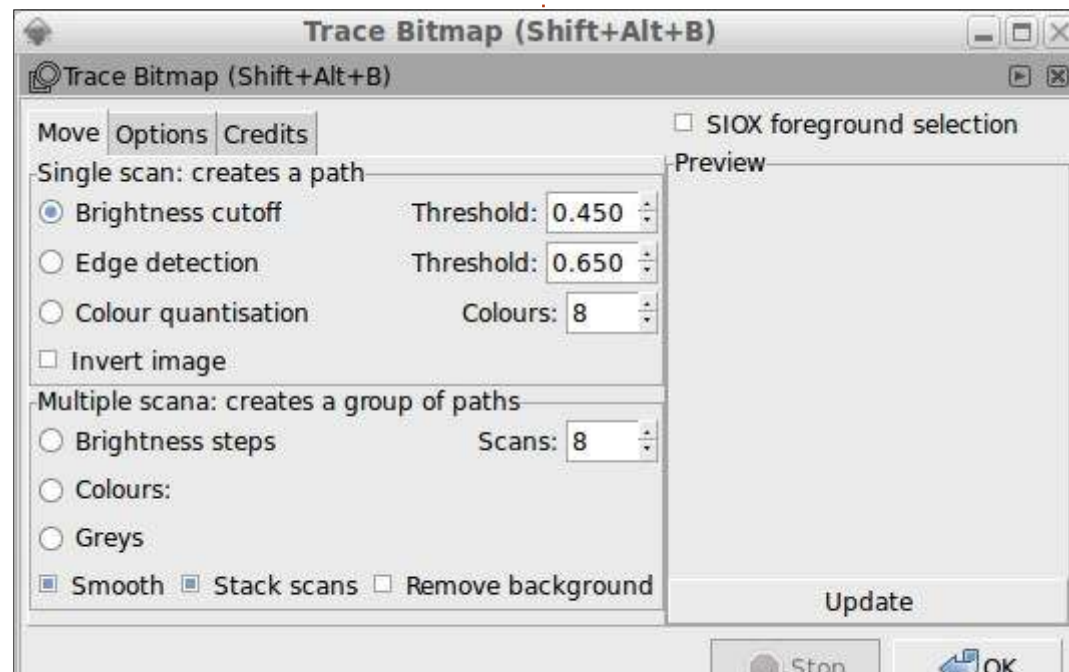 Trace Bitmap (Shift+Alt+B)
Trace Bitmap (Shift+Alt+B)
Move Options Credits
SIOX foreground selection
Single scan: creates a path
Preview
Brightness cutoff Threshold: 0.450
Edge detection Threshold: 0.650
Colour quantisation Colours: 8
Invert image
Multiple scana: creates a group of paths
Brightness steps Scans: 8
Colours:
Greys
Smooth Stack scans Remove background
Update
Stop OK